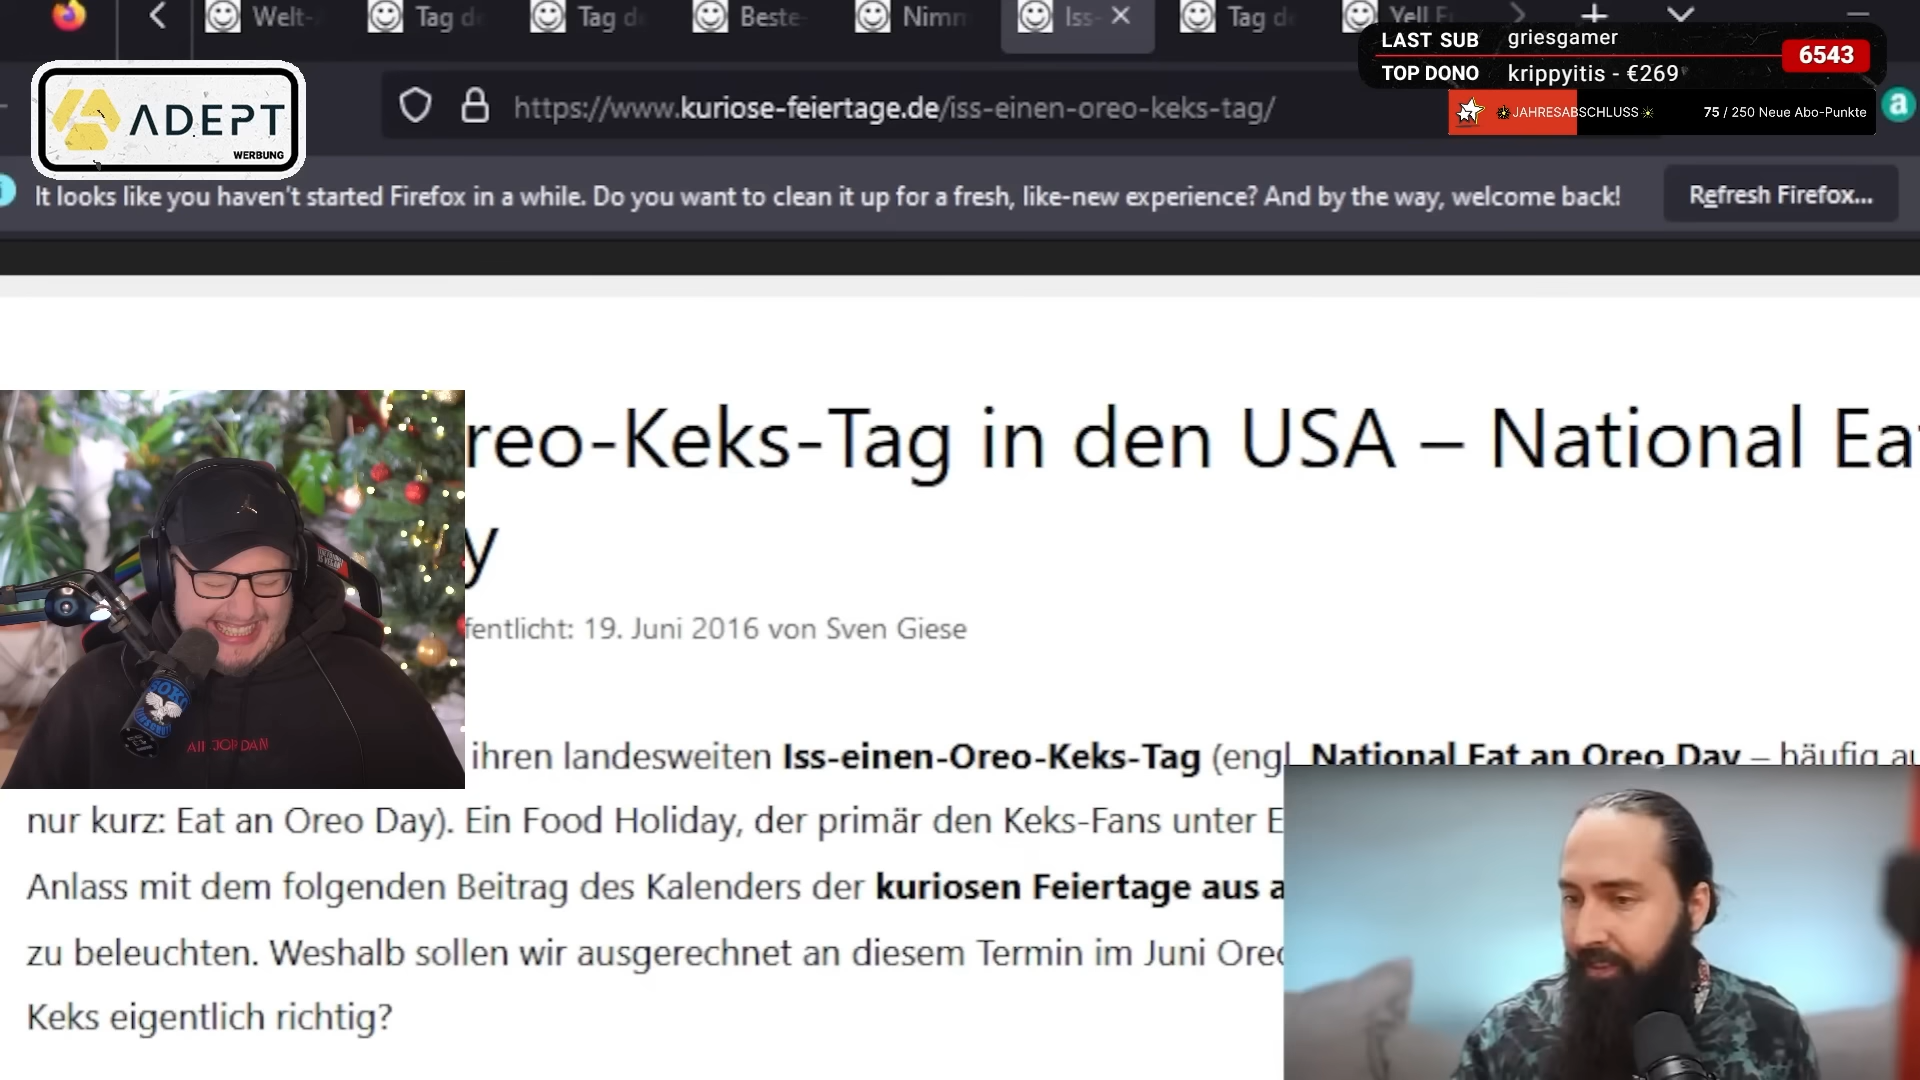 Welt-
Tag d
Tag d
Beste
Nimm
Iss-
Tag d
Yell F
LAST SUB griesgamer
6543
TOP DONO krippyitis - €269
ADEPT
WERBUNG
https://www.kuriose-feiertage.de/iss-einen-oreo-keks-tag/
JAHRESABSCHLUSS 75 / 250 Neue Abo-Punkte
a
It looks like you haven't started Firefox in a while. Do you want to clean it up for a fresh, like-new experience? And by the way, welcome back!
Refresh Firefox...
reo-Keks-Tag in den USA – National Ea
y
fentlicht: 19. Juni 2016 von Sven Giese
ihren landesweiten Iss-einen-Oreo-Keks-Tag (engl. National Eat an Oreo Day – häufig au
nur kurz: Eat an Oreo Day). Ein Food Holiday, der primär den Keks-Fans unter E
Anlass mit dem folgenden Beitrag des Kalenders der kuriosen Feiertage aus a
zu beleuchten. Weshalb sollen wir ausgerechnet an diesem Termin im Juni Oreo
Keks eigentlich richtig?
AIR JORDAN